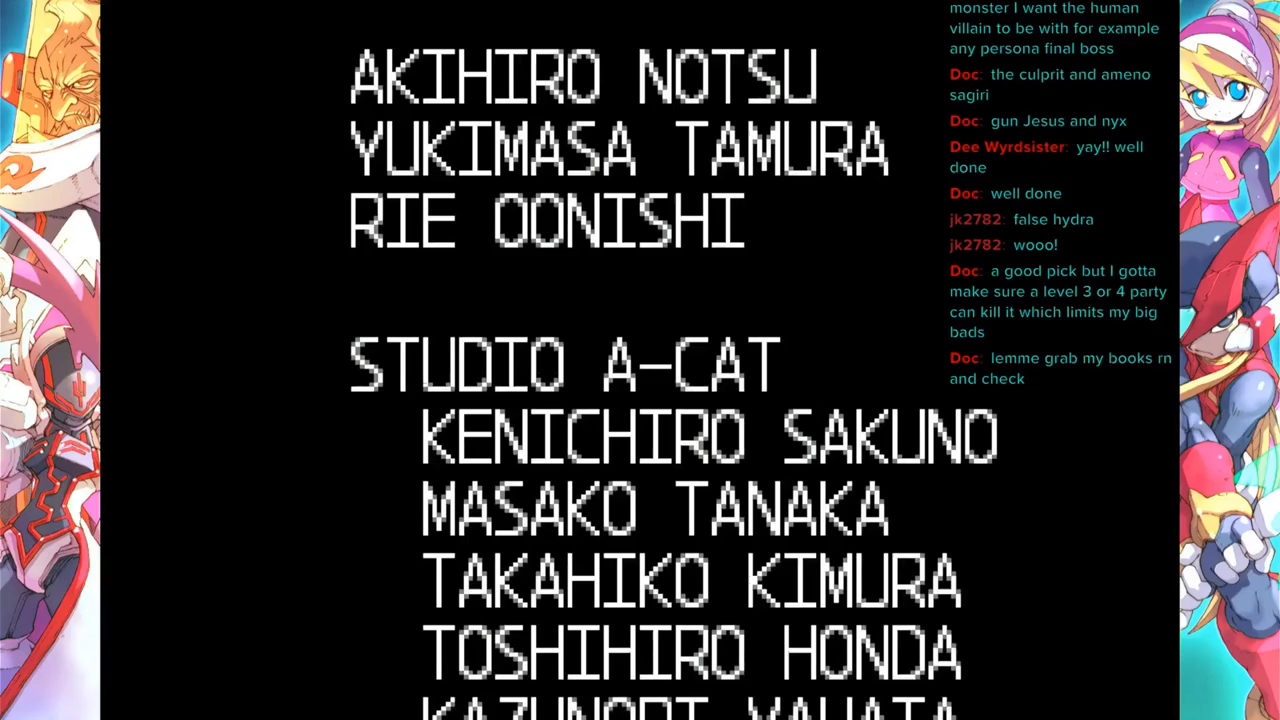 AKIHIRO NOTSU
YUKIMASA TAMURA
RIE OONISHI
STUDIO A-CAT
KENICHIRO SAKUNO
MASAKO TANAKA
TAKAHIKO KIMURA
TOSHIHIRO HONDA
KAZUNORI YAHATA
monster I want the human
villain to be with for example
any persona final boss
Doc: the culprit and ameno
sagiri
Doc: gun Jesus and nyx
Dee Wyrdsister: yay!! well
done
Doc: well done
jk2782: false hydra
jk2782: wooo!
Doc: a good pick but I gotta
make sure a level 3 or 4 party
can kill it which limits my big
bads
Doc: lemme grab my books rn
and check